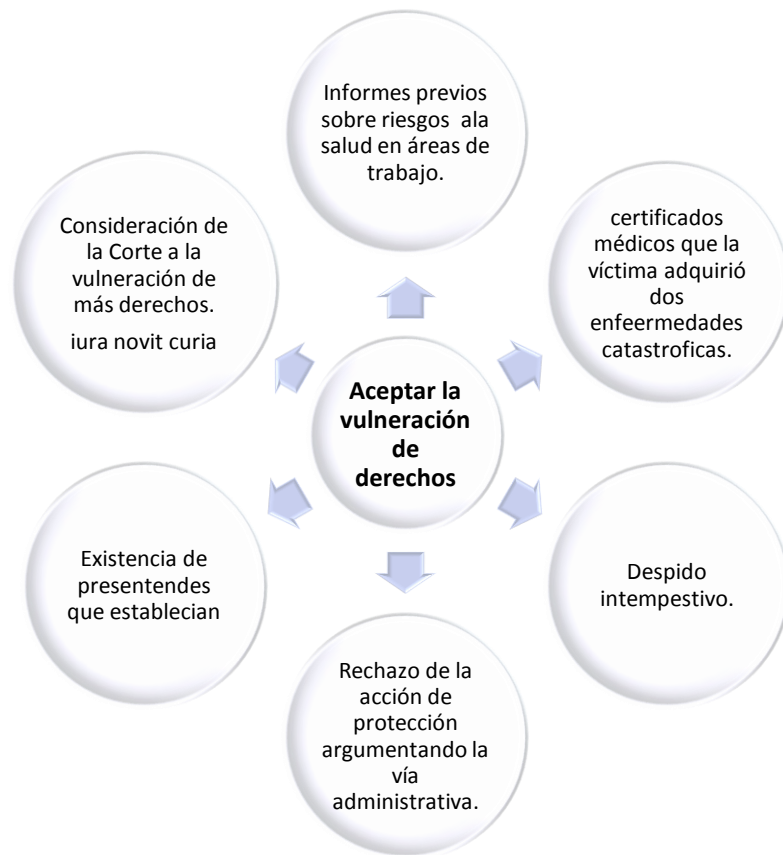 Informes previos
sobre riesgos ala
salud en áreas de
trabajo.
certificados
médicos que la
víctima adquirió
dos
enfeermedades
catastroficas.
Despido
intempestivo.
Rechazo de la
acción de
protección
argumentando la
vía
administrativa.
Existencia de
presentendes
que establecian
Consideración de
la Corte a la
vulneración de
más derechos.
iura novit curia
Aceptar la
vulneración
de
derechos